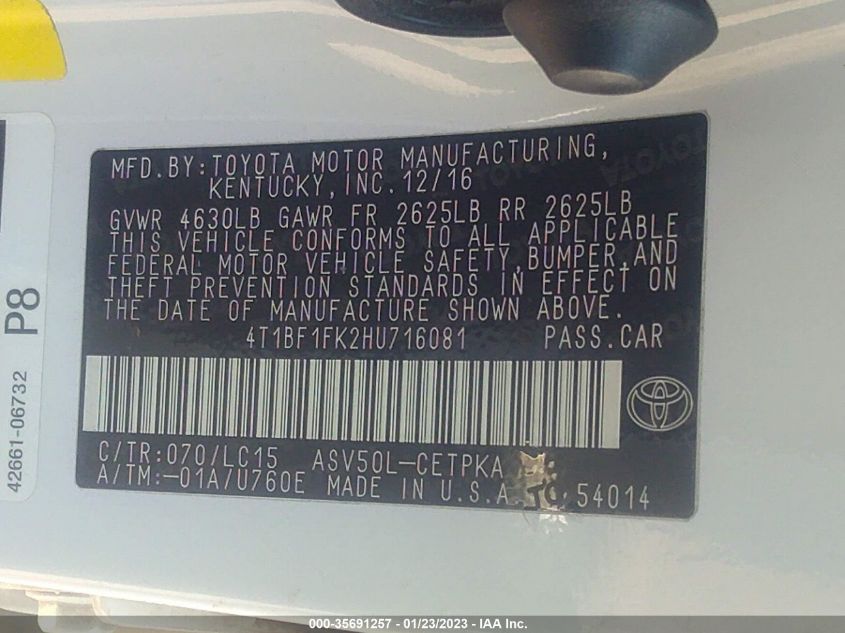 MFD.BY:TOYOTA MOTOR MANUFACTURING,
KENTUCKY,INC.12/16
GVWR 4630LB GAWR FR 2625LB RR 2625LB
THIS VEHICLE CONFORMS TO ALL APPLICABLE
FEDERAL MOTOR VEHICLE SAFETY,BUMPER,AND
THEFT PREVENTION STANDARDS IN EFFECT ON
THE DATE OF MANUFACTURE SHOWN ABOVE.
4T1BF1FK2HU716081 PASS.CAR
C/TR:070/LC15 ASV50L-CETPKA
A/TM:-01A/U760E MADE IN U.S.A. 54014
P8
42661-06732
000-35691257 - 01/23/2023 - IAA Inc.